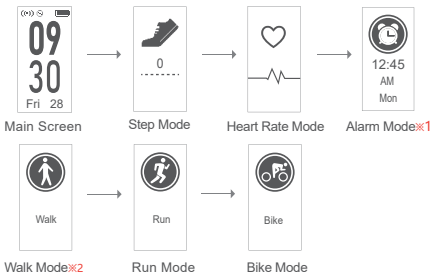 09
30
Fri 28
0
12:45
AM
Mon
Main Screen
Step Mode
Heart Rate Mode
Alarm Mode※1
Walk
Run
Bike
Walk Mode※2
Run Mode
Bike Mode